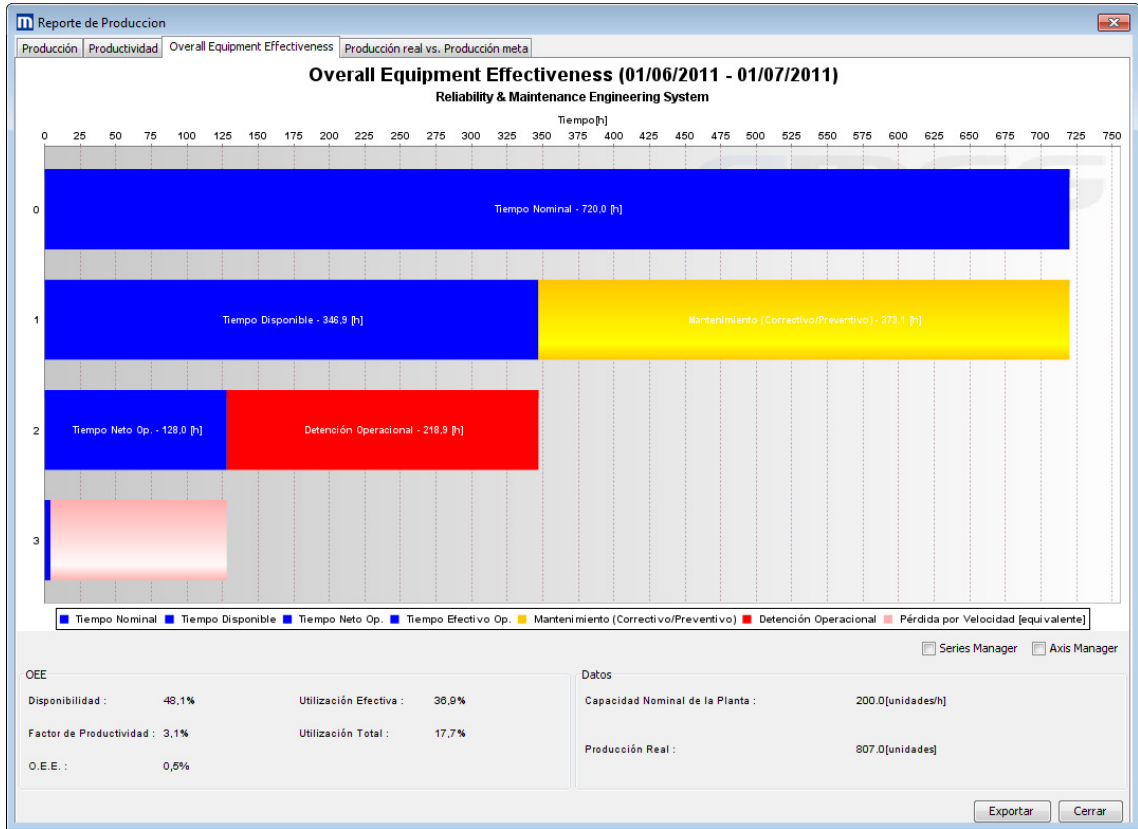 Reporte de Produccion
Producción Productividad Overall Equipment Effectiveness Producción real vs. Producción meta
Overall Equipment Effectiveness (01/06/2011 - 01/07/2011)
Reliability & Maintenance Engineering System
Tiempo[h]
0 25 50 75 100 125 150 175 200 225 250 275 300 325 350 375 400 425 450 475 500 525 550 575 600 625 650 675 700 725 750
0 Tiempo Nominal - 720,0 [h]
1 Tiempo Disponible - 346,9 [h] Mantenimiento (Correctivo/Preventivo) - 373,1 [h]
2 Tiempo Neto Op. - 128,0 [h] Detención Operacional - 218,9 [h]
3
Tiempo Nominal Tiempo Disponible Tiempo Neto Op. Tiempo Efectivo Op. Mantenimiento (Correctivo/Preventivo) Detención Operacional Pérdida por Velocidad [equivalente]
Series Manager Axis Manager
OEE Datos
Disponibilidad : 48,1% Utilización Efectiva : 36,9% Capacidad Nominal de la Planta : 200.0[unidades/h]
Factor de Productividad : 3,1% Utilización Total : 17,7%
Producción Real : 807.0[unidades]
O.E.E. : 0,5%
Exportar Cerrar